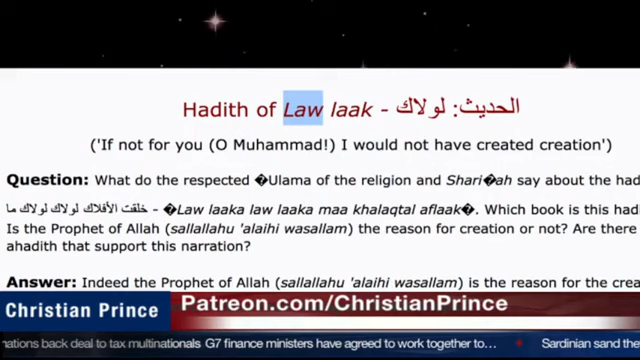 Hadith of Law laak - الحديث: لولاك
('If not for you (O Muhammad!) I would not have created creation')
Question: What do the respected �Ulama of the religion and Shari�ah say about the had
خلقت الأفلاك لولاك لولاك ما - �Law laaka law laaka maa khalaqtal aflaak�. Which book is this hadi
Is the Prophet of Allah (sallallahu 'alaihi wasallam) the reason for creation or not? Are there
ahadith that support this narration?
Answer: Indeed the Prophet of Allah (sallallahu 'alaihi wasallam) is the reason for the crea
Christian Prince
Patreon.com/ChristianPrince
nations back deal to tax multinationals G7 finance ministers have agreed to work together to... Sardinian sand the